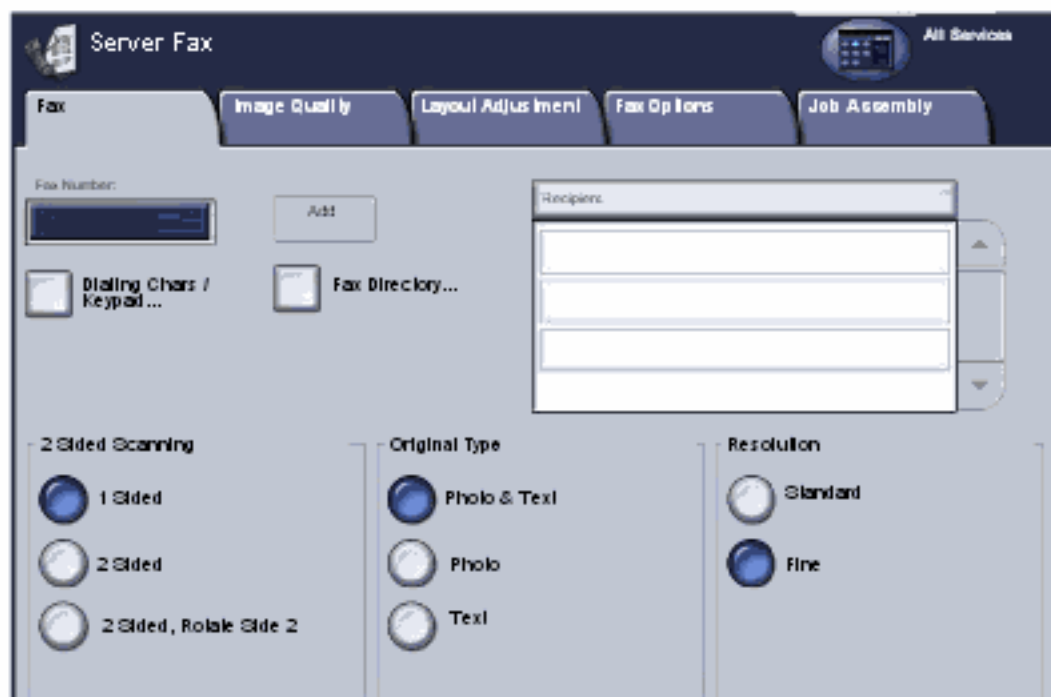 Server Fax
All Services
Fax
Image Quality
Layout Adjustment
Fax Options
Job Assembly
Fax Number:
Add
Recipient
Dialing Chars /
Keypad...
Fax Directory...
2 Sided Scanning
1 Sided
2 Sided
2 Sided, Rotate Side 2
Original Type
Photo & Text
Photo
Text
Resolution
Standard
Fine